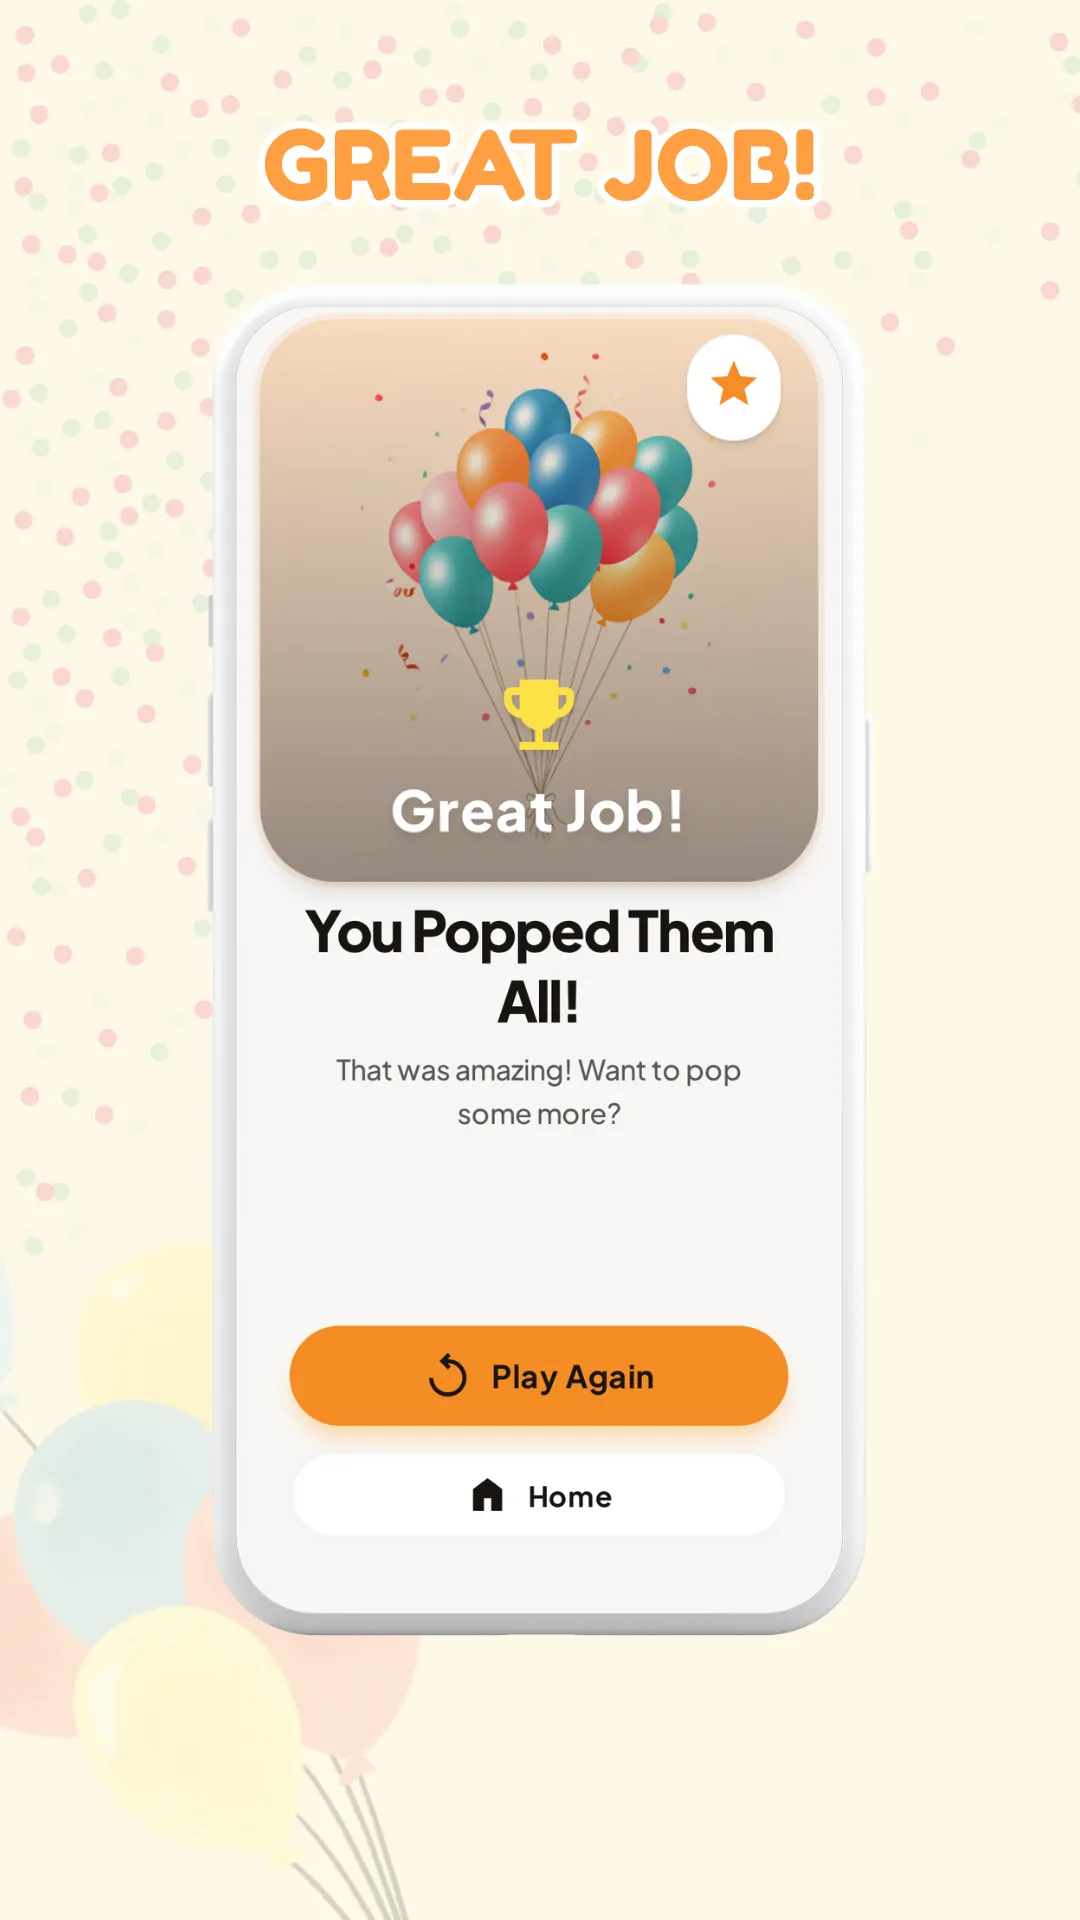 GREAT JOB!
Great Job!
You Popped Them
All!
That was amazing! Want to pop
some more?
Play Again
Home